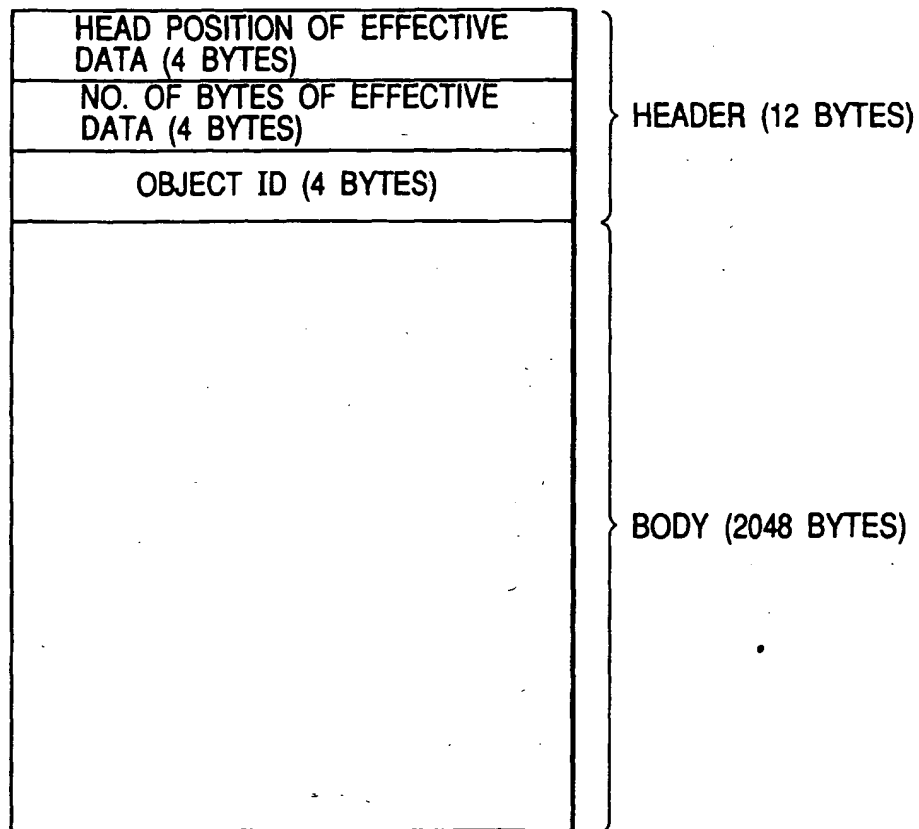 HEAD POSITION OF EFFECTIVE
DATA (4 BYTES)
NO. OF BYTES OF EFFECTIVE
DATA (4 BYTES)
OBJECT ID (4 BYTES)
HEADER (12 BYTES)
BODY (2048 BYTES)